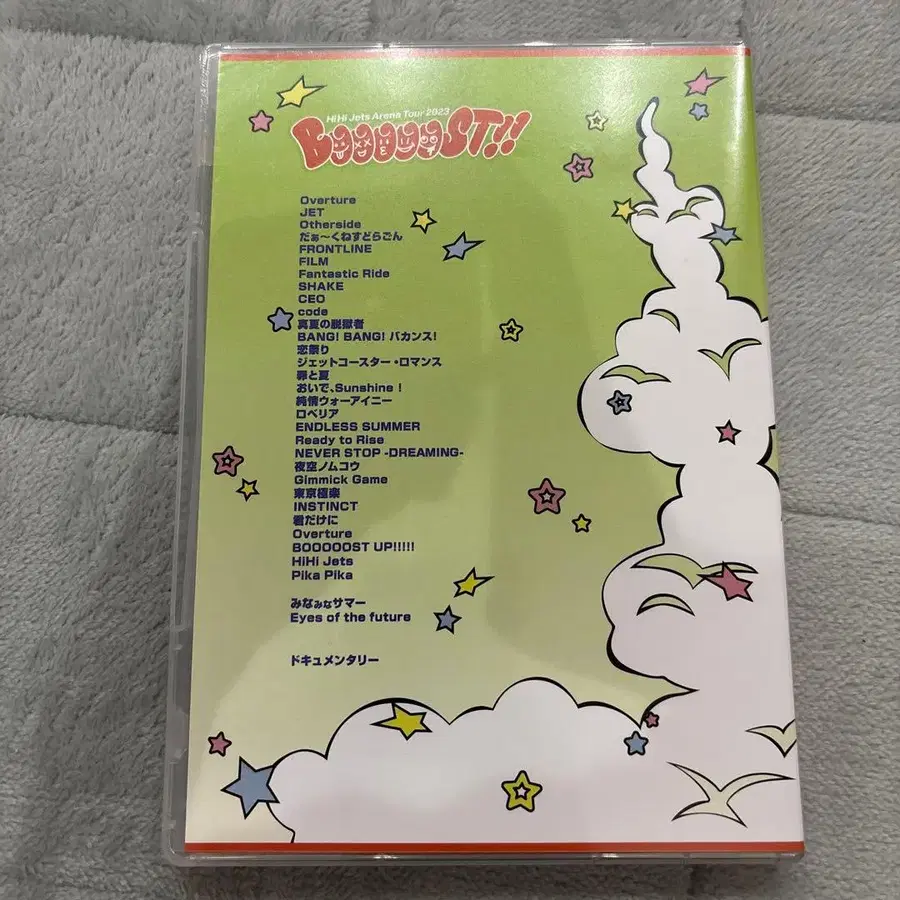 HiHi Jets Arena Tour 2023
BOOOOOST!!
Overture
JET
Otherside
だぁ〜くねすどらごん
FRONTLINE
FILM
Fantastic Ride
SHAKE
CEO
code
真夏の脱獄者
BANG! BANG! バカンス!
恋祭り
ジェットコースター・ロマンス
罪と夏
おいで、Sunshine !
純情ウォーアイニー
ロベリア
ENDLESS SUMMER
Ready to Rise
NEVER STOP -DREAMING-
夜空ノムコウ
Gimmick Game
東京極楽
INSTINCT
君だけに
Overture
BOOOOOST UP!!!!!
HiHi Jets
Pika Pika
みなみなサマー
Eyes of the future
ドキュメンタリー